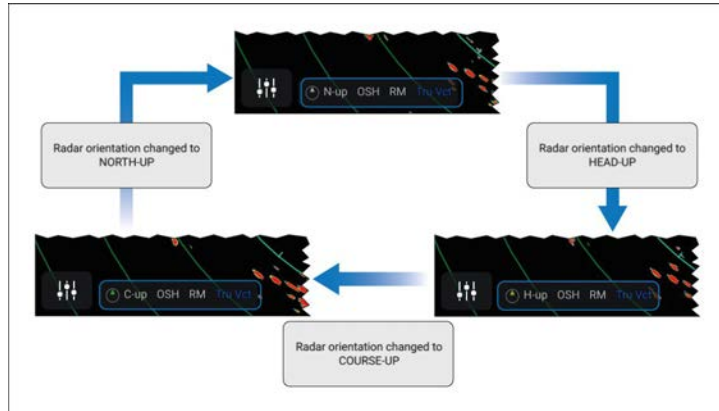 N-up OSH RM Tru Vct
Radar orientation changed to
NORTH-UP
Radar orientation changed to
HEAD-UP
C-up OSH RM Tru Vct
H-up OSH RM Tru Vct
Radar orientation changed to
COURSE-UP